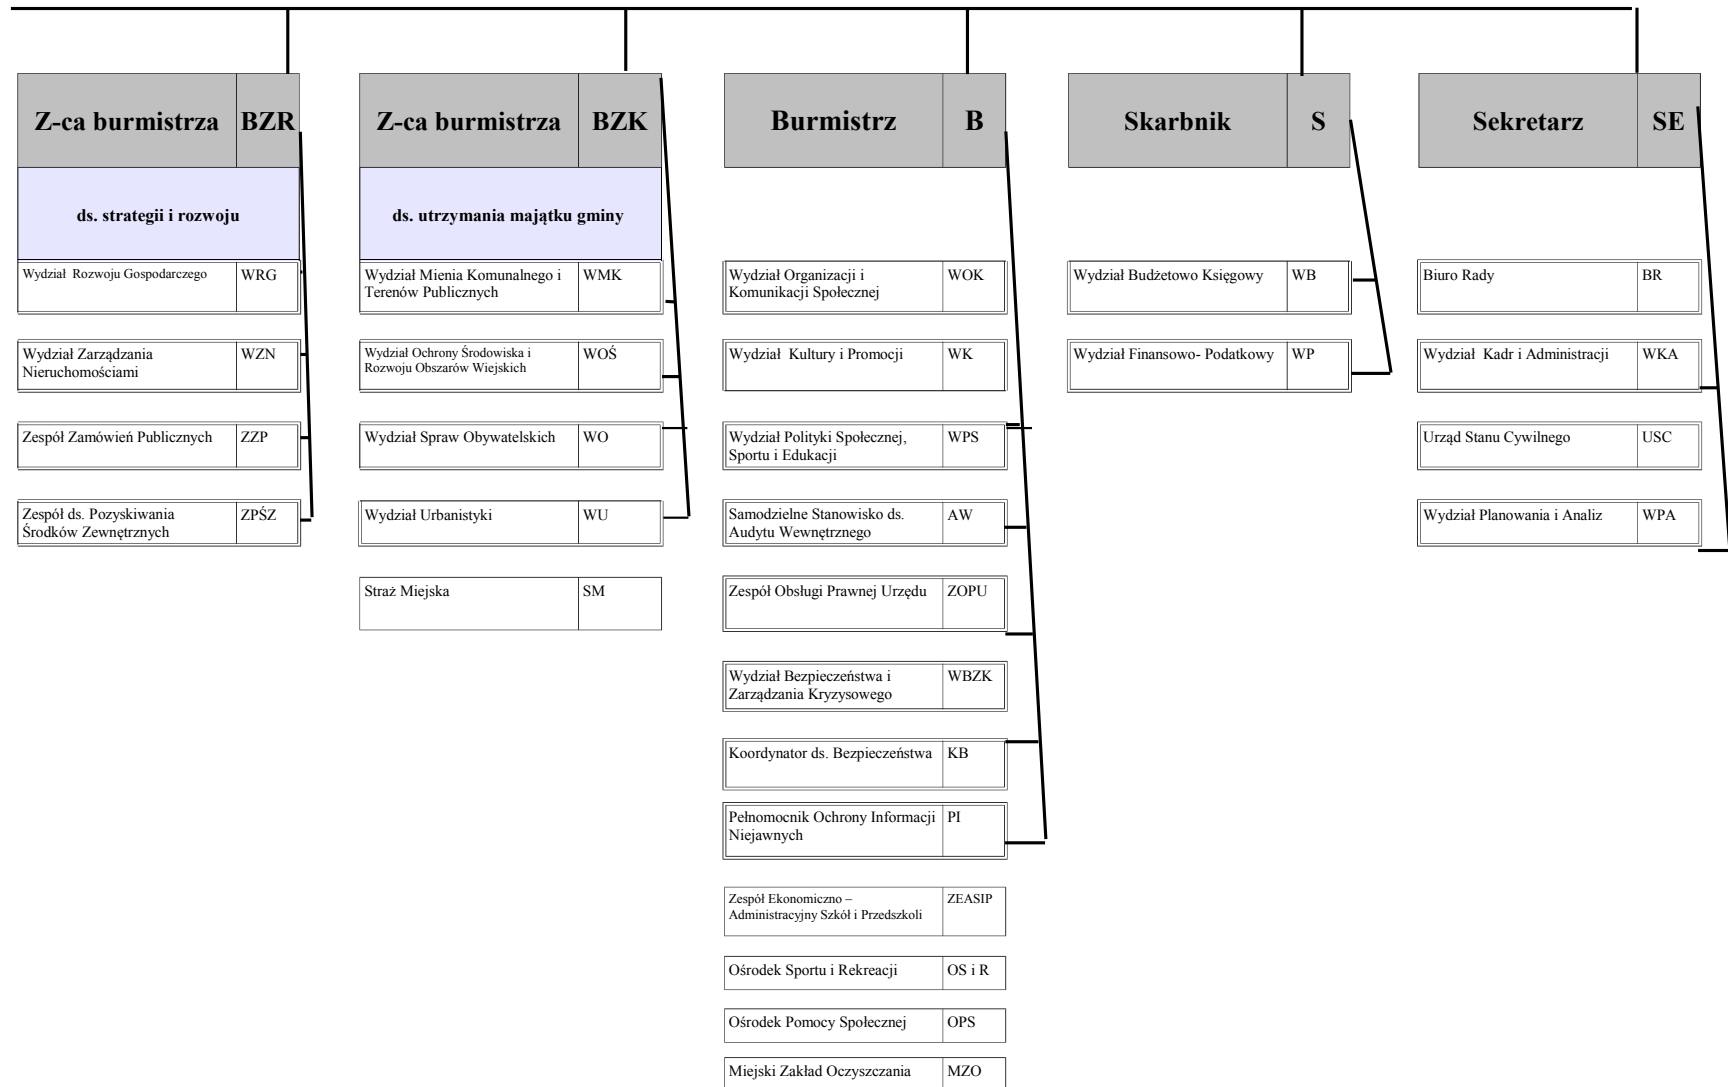 Z-ca burmistrza BZR
ds. strategii i rozwoju
Wydział Rozwoju Gospodarczego WRG
Wydział Zarządzania WZN
Nieruchomościami
Zespół Zamówień Publicznych ZZP
Zespół ds. Pozyskiwania ZPŚZ
Środków Zewnętrznych
Z-ca burmistrza BZK
ds. utrzymania majątku gminy
Wydział Mienia Komunalnego i WMK
Terenów Publicznych
Wydział Ochrony Środowiska i WOŚ
Rozwoju Obszarów Wiejskich
Wydział Spraw Obywatelskich WO
Wydział Urbanistyki WU
Straż Miejska SM
Burmistrz B
Wydział Organizacji i WOK
Komunikacji Społecznej
Wydział Kultury i Promocji WK
Wydział Polityki Społecznej, WPS
Sportu i Edukacji
Samodzielne Stanowisko ds. AW
Audytu Wewnętrznego
Zespół Obsługi Prawnej Urzędu ZOPU
Wydział Bezpieczeństwa i WBZK
Zarządzania Kryzysowego
Koordynator ds. Bezpieczeństwa KB
Pełnomocnik Ochrony Informacji PI
Niejawnych
Zespół Ekonomiczno – ZEASIP
Administracyjny Szkół i Przedszkoli
Ośrodek Sportu i Rekreacji OS i R
Ośrodek Pomocy Społecznej OPS
Miejski Zakład Oczyszczania MZO
Skarbnik S
Wydział Budżetowo Księgowy WB
Wydział Finansowo- Podatkowy WP
Sekretarz SE
Biuro Rady BR
Wydział Kadr i Administracji WKA
Urząd Stanu Cywilnego USC
Wydział Planowania i Analiz WPA